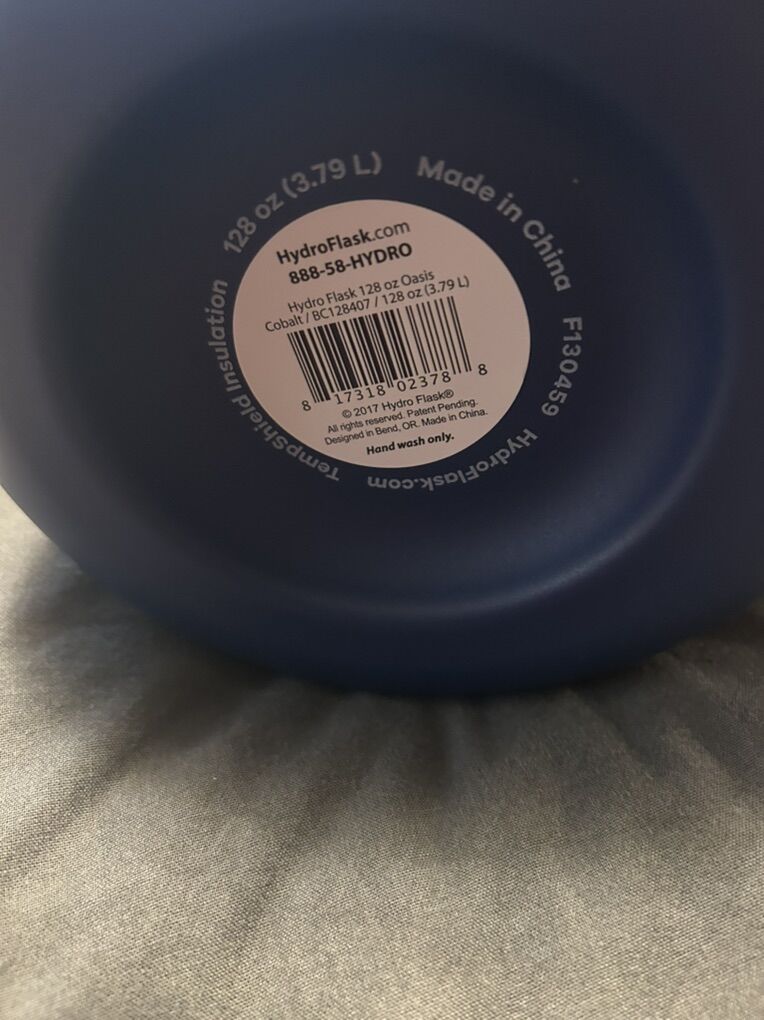 128 oz (3.79 L)
Made in China
F130459
HydroFlask.com
TempShield Insulation
HydroFlask.com
888-58-HYDRO
Hydro Flask 128 oz Oasis
Cobalt / BC128407 / 128 oz (3.79 L)
8 17318 02378 8
© 2017 Hydro Flask®
All rights reserved. Patent Pending.
Designed in Bend, OR. Made in China.
Hand wash only.